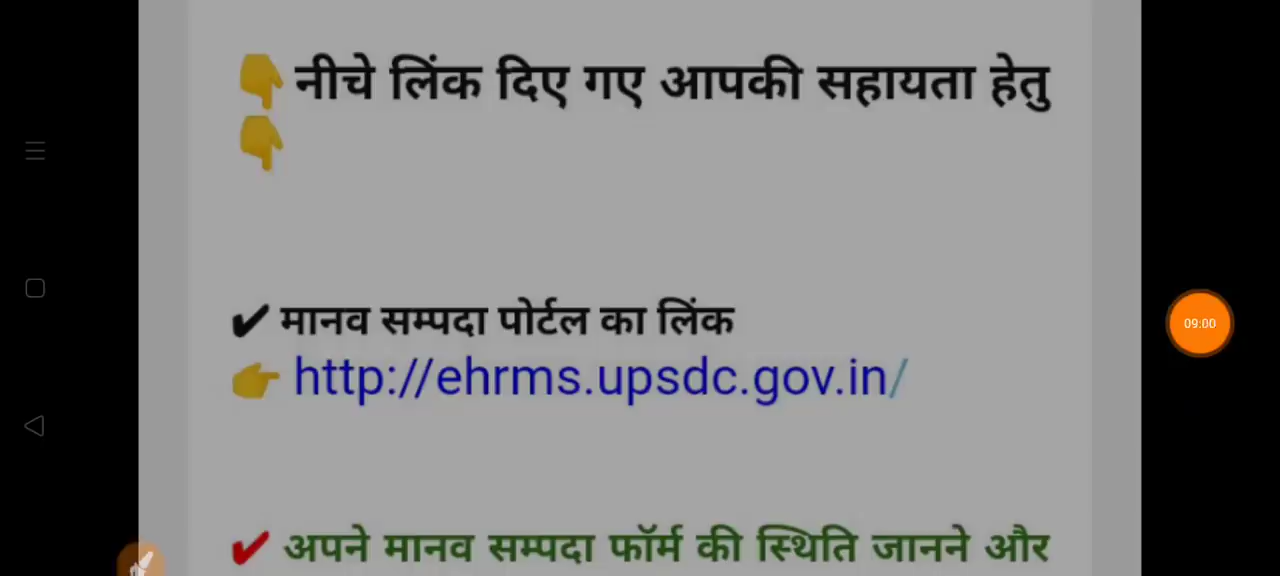 👇 नीचे लिंक दिए गए आपकी सहायता हेतु
👇
✔ मानव सम्पदा पोर्टल का लिंक
👉 http://ehrms.upsdc.gov.in/
✔ अपने मानव सम्पदा फॉर्म की स्थिति जानने और
09:00